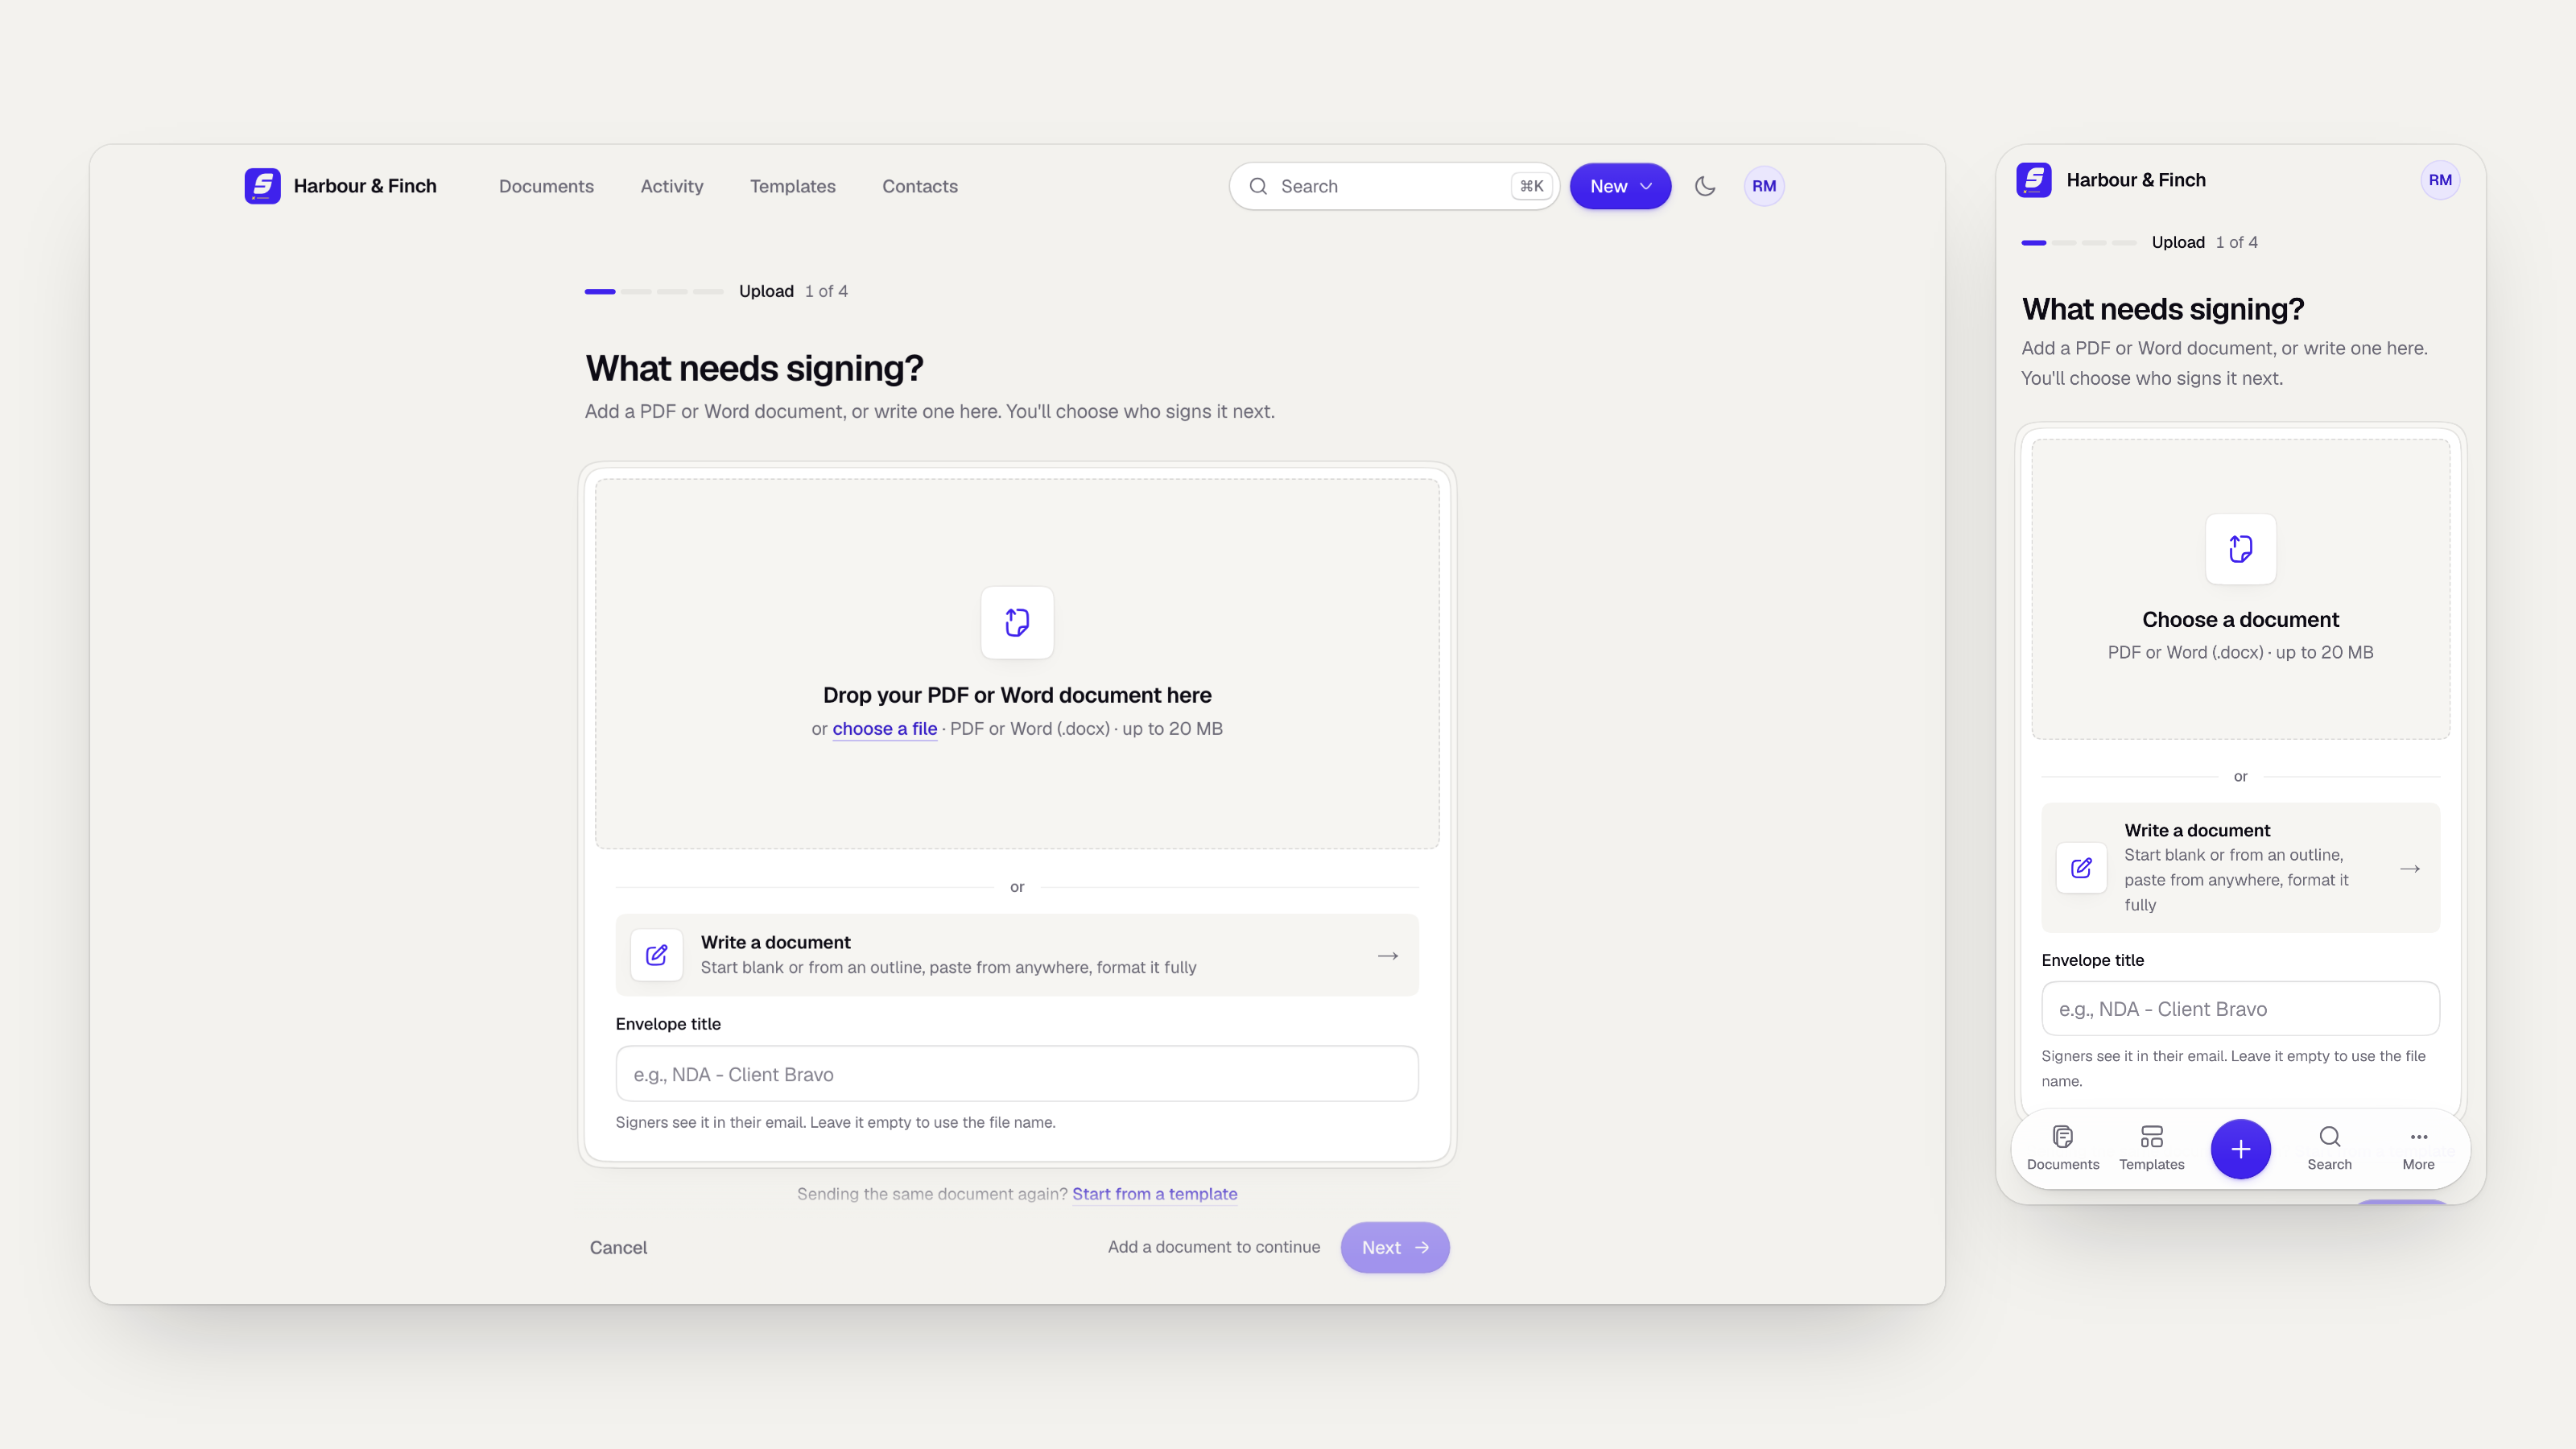 Harbour & Finch
Documents
Activity
Templates
Contacts
Search
⌘K
New
RM
Upload 1 of 4
What needs signing?
Add a PDF or Word document, or write one here. You'll choose who signs it next.
Drop your PDF or Word document here
or choose a file · PDF or Word (.docx) · up to 20 MB
or
Write a document
Start blank or from an outline, paste from anywhere, format it fully
Envelope title
e.g., NDA - Client Bravo
Signers see it in their email. Leave it empty to use the file name.
Sending the same document again? Start from a template
Cancel
Add a document to continue
Next
Harbour & Finch
RM
Upload 1 of 4
What needs signing?
Add a PDF or Word document, or write one here.
You'll choose who signs it next.
Choose a document
PDF or Word (.docx) · up to 20 MB
or
Write a document
Start blank or from an outline,
paste from anywhere, format it
fully
Envelope title
e.g., NDA - Client Bravo
Signers see it in their email. Leave it empty to use the file
name.
Documents
Templates
Search
More